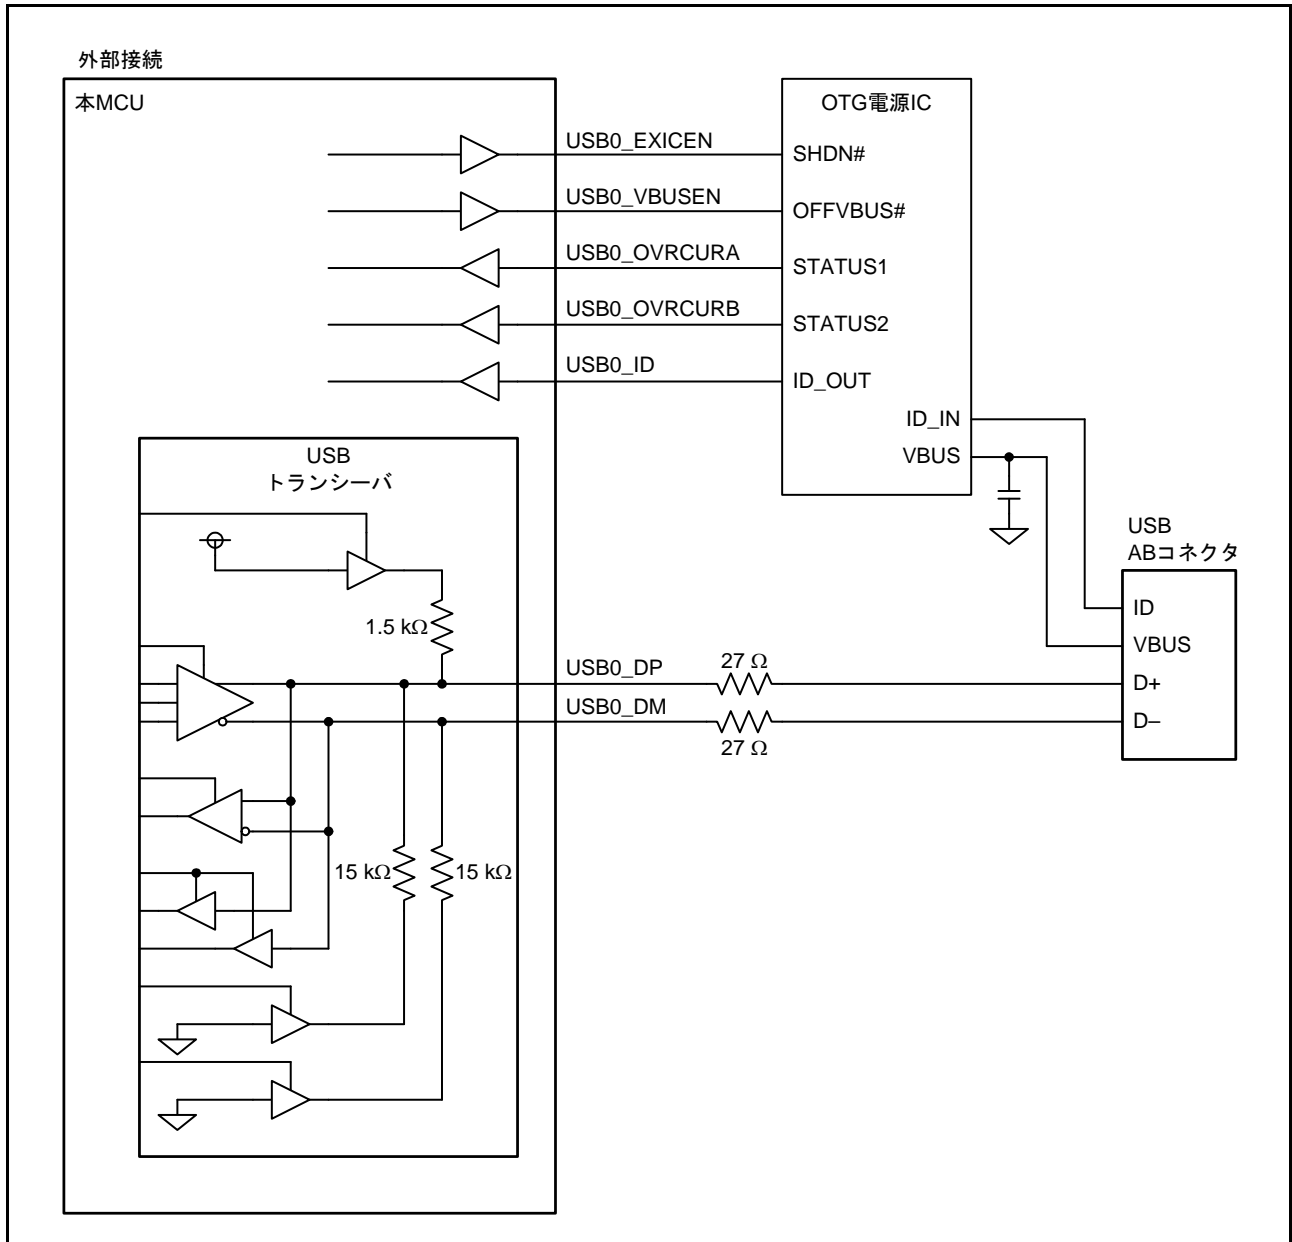 外部接続
本MCU
OTG電源IC
USB0_EXICEN
SHDN#
USB0_VBUSEN
OFFVBUS#
USB0_OVRCURA
STATUS1
USB0_OVRCURB
STATUS2
USB0_ID
ID_OUT
ID_IN
VBUS
USB
トランシーバ
USB
ABコネクタ
ID
VBUS
1.5 kΩ
USB0_DP
27 Ω
D+
USB0_DM
27 Ω
D–
15 kΩ
15 kΩ